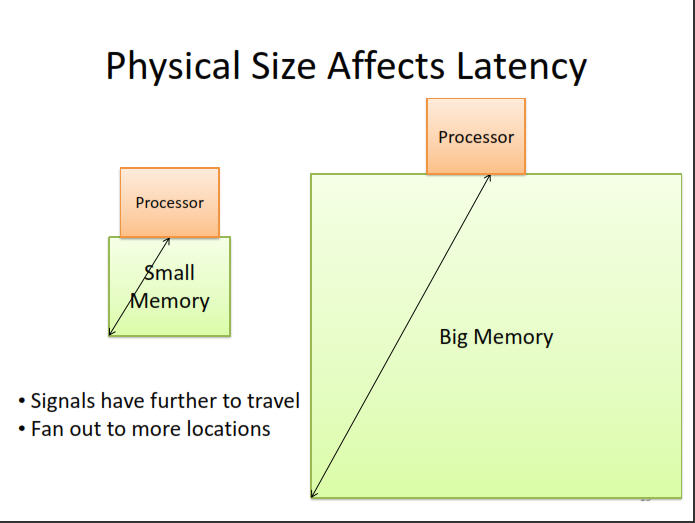 Physical Size Affects Latency
Processor
Processor
Small
Memory
Big Memory
• Signals have further to travel
• Fan out to more locations